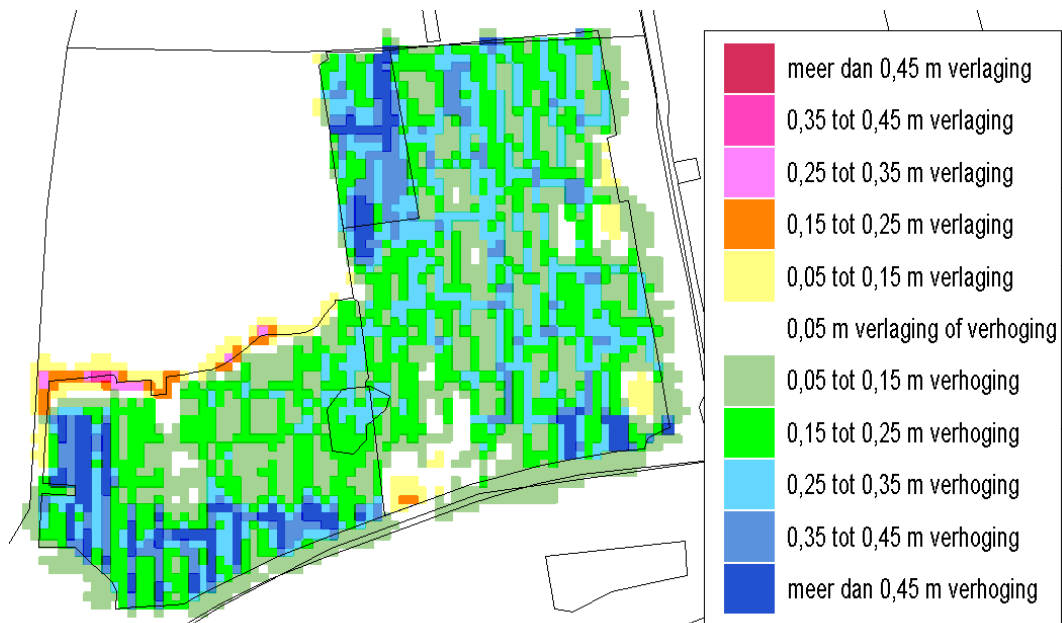 meer dan 0,45 m verlaging
0,35 tot 0,45 m verlaging
0,25 tot 0,35 m verlaging
0,15 tot 0,25 m verlaging
0,05 tot 0,15 m verlaging
0,05 m verlaging of verhoging
0,05 tot 0,15 m verhoging
0,15 tot 0,25 m verhoging
0,25 tot 0,35 m verhoging
0,35 tot 0,45 m verhoging
meer dan 0,45 m verhoging